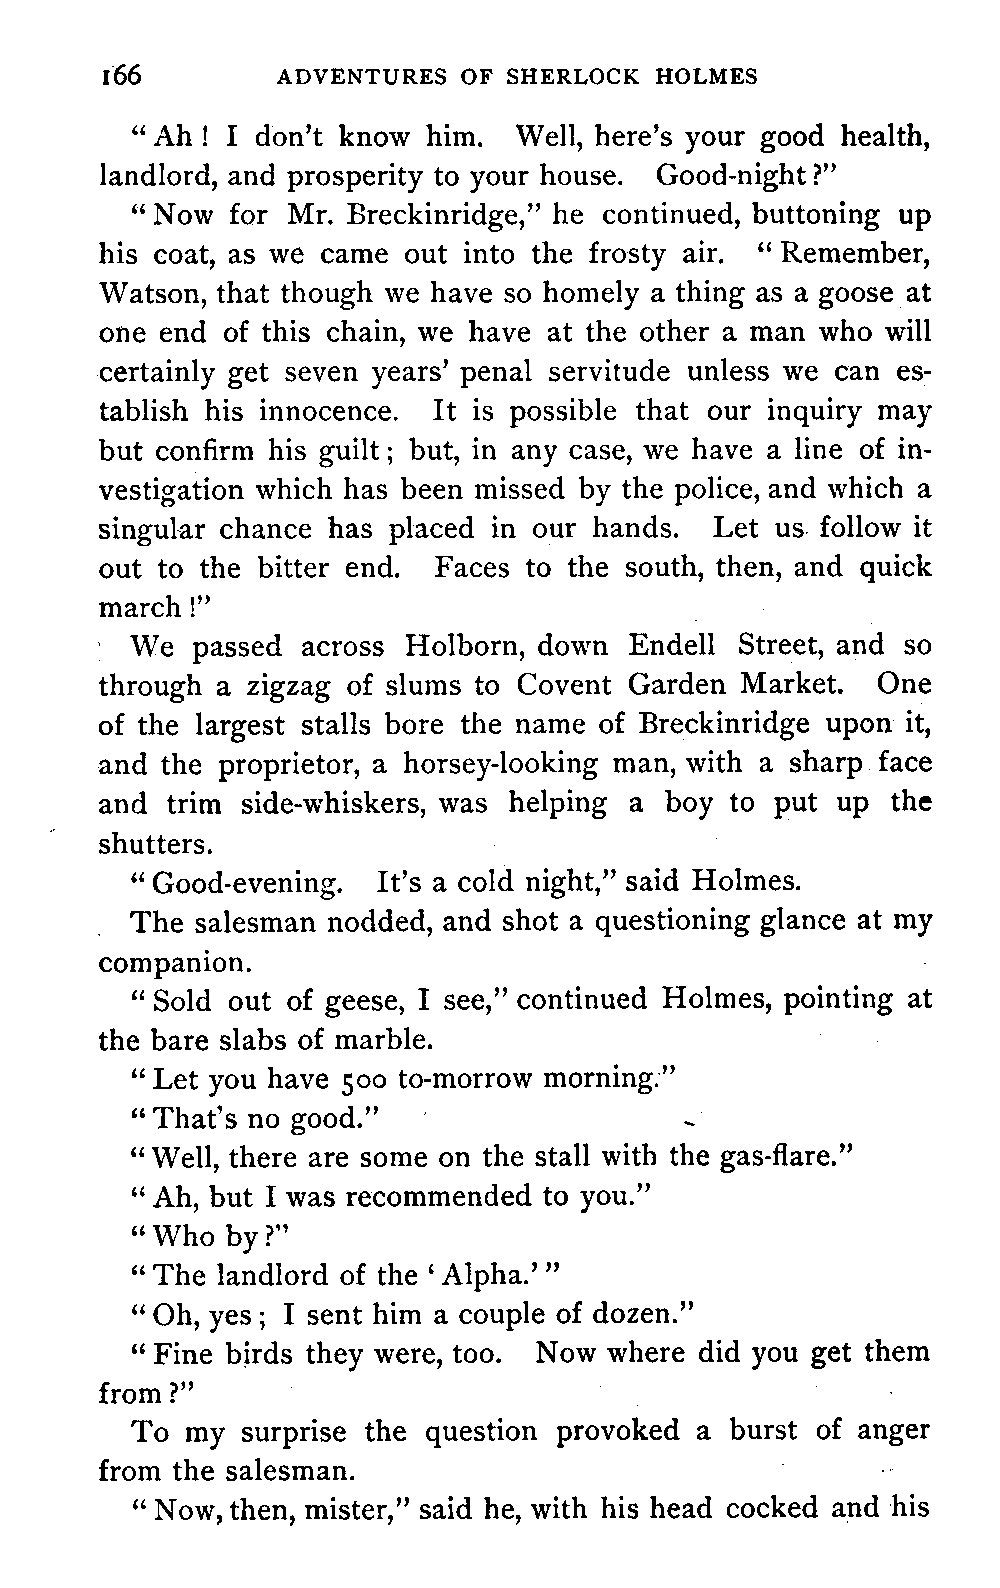 166 ADVENTURES OF SHERLOCK HOLMES
“Ah! I don’t know him. Well, here’s your good health,
landlord, and prosperity to your house. Good-night?”
“Now for Mr. Breckinridge,” he continued, buttoning up
his coat, as we came out into the frosty air. “Remember,
Watson, that though we have so homely a thing as a goose at
one end of this chain, we have at the other a man who will
certainly get seven years’ penal servitude unless we can es-
tablish his innocence. It is possible that our inquiry may
but confirm his guilt; but, in any case, we have a line of in-
vestigation which has been missed by the police, and which a
singular chance has placed in our hands. Let us follow it
out to the bitter end. Faces to the south, then, and quick
march!”
We passed across Holborn, down Endell Street, and so
through a zigzag of slums to Covent Garden Market. One
of the largest stalls bore the name of Breckinridge upon it,
and the proprietor, a horsey-looking man, with a sharp face
and trim side-whiskers, was helping a boy to put up the
shutters.
“Good-evening. It’s a cold night,” said Holmes.
The salesman nodded, and shot a questioning glance at my
companion.
“Sold out of geese, I see,” continued Holmes, pointing at
the bare slabs of marble.
“Let you have 500 to-morrow morning.”
“That’s no good.”
“Well, there are some on the stall with the gas-flare.”
“Ah, but I was recommended to you.”
“Who by?”
“The landlord of the ‘Alpha.’”
“Oh, yes; I sent him a couple of dozen.”
“Fine birds they were, too. Now where did you get them
from?”
To my surprise the question provoked a burst of anger
from the salesman.
“Now, then, mister,” said he, with his head cocked and his